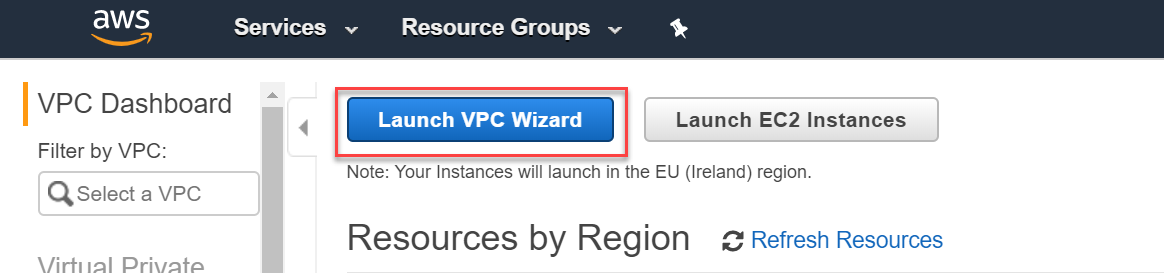 aws
Services
Resource Groups
VPC Dashboard
Filter by VPC:
Select a VPC
Virtual Private
Launch VPC Wizard
Launch EC2 Instances
Note: Your Instances will launch in the EU (Ireland) region.
Resources by Region
Refresh Resources